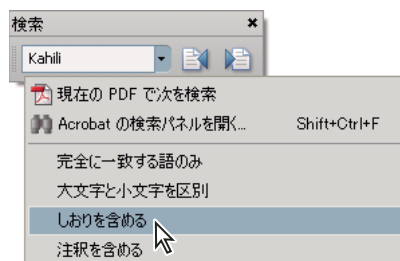 検索
Kahili
現在の PDF で次を検索
Acrobat の検索パネルを開く... Shift+Ctrl+F
完全に一致する語のみ
大文字と小文字を区別
しおりを含める
注釈を含める